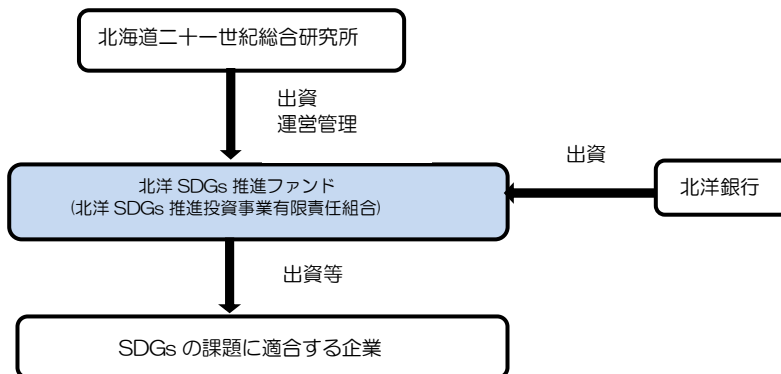 北海道二十一世紀総合研究所
出資
運営管理
出資
北洋 SDGs 推進ファンド
(北洋 SDGs 推進投資事業有限責任組合)
北洋銀行
出資等
SDGs の課題に適合する企業